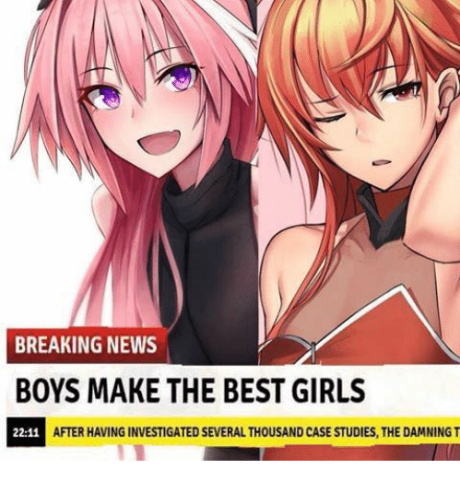 BREAKING NEWS
BOYS MAKE THE BEST GIRLS
22:11 AFTER HAVING INVESTIGATED SEVERAL THOUSAND CASE STUDIES, THE DAMNING T